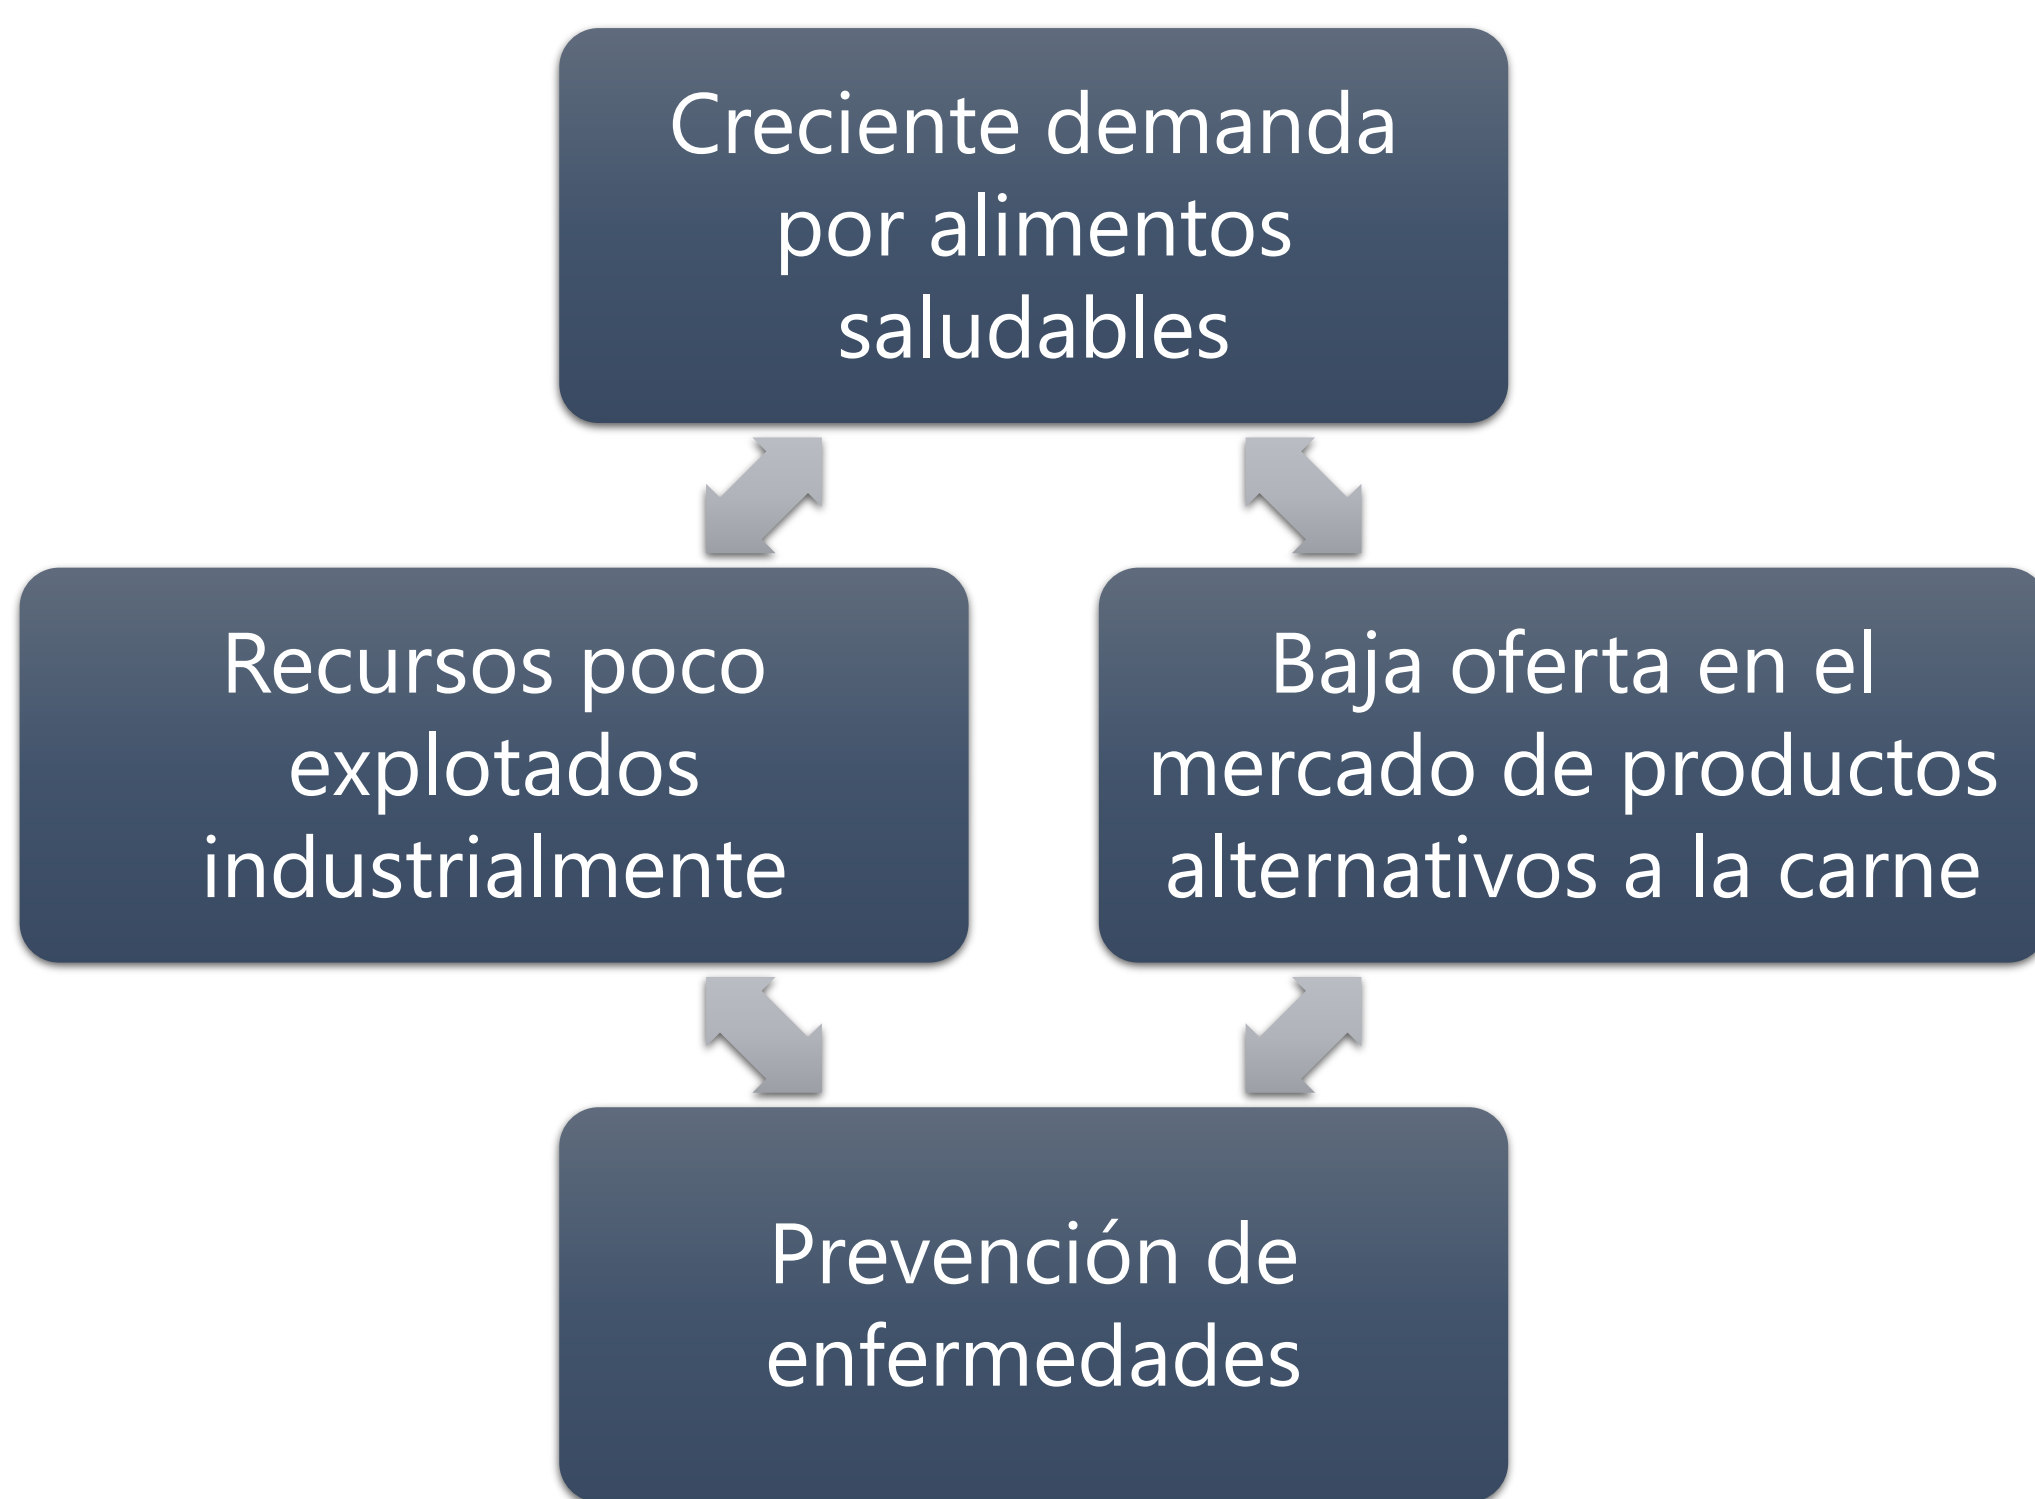 Creciente demanda
por alimentos
saludables
Recursos poco
explotados
industrialmente
Baja oferta en el
mercado de productos
alternativos a la carne
Prevención de
enfermedades